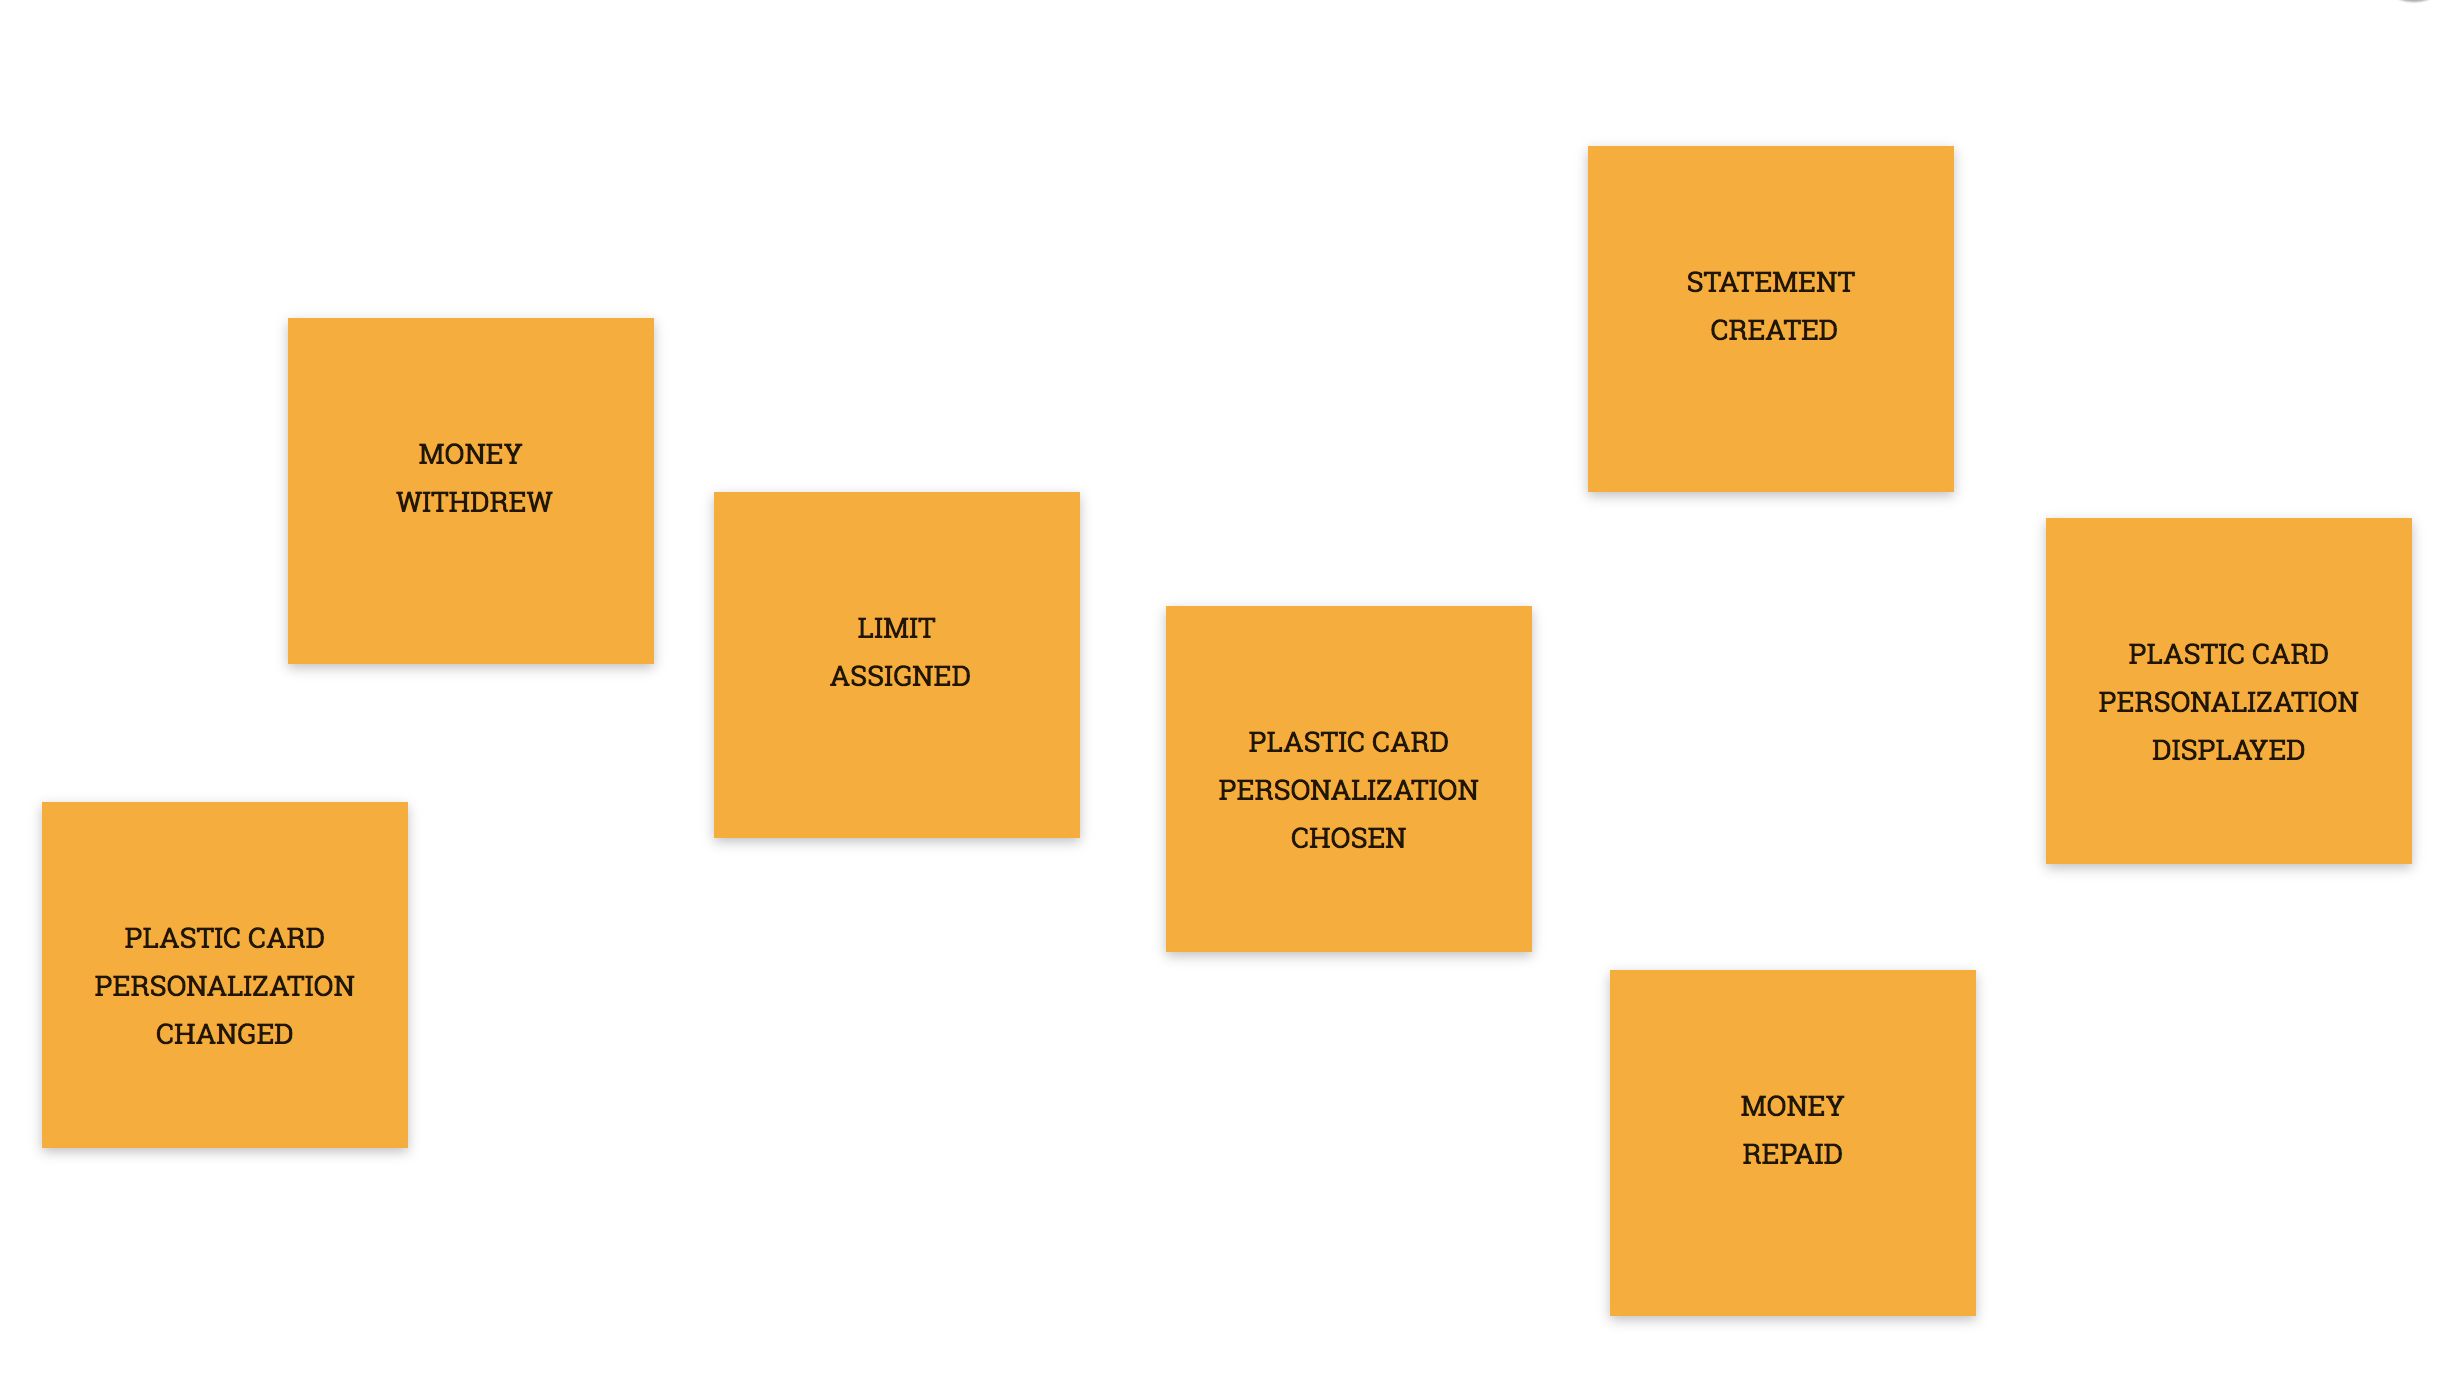 STATEMENT
CREATED
MONEY
WITHDREW
LIMIT
ASSIGNED
PLASTIC CARD
PERSONALIZATION
CHOSEN
PLASTIC CARD
PERSONALIZATION
DISPLAYED
PLASTIC CARD
PERSONALIZATION
CHANGED
MONEY
REPAID